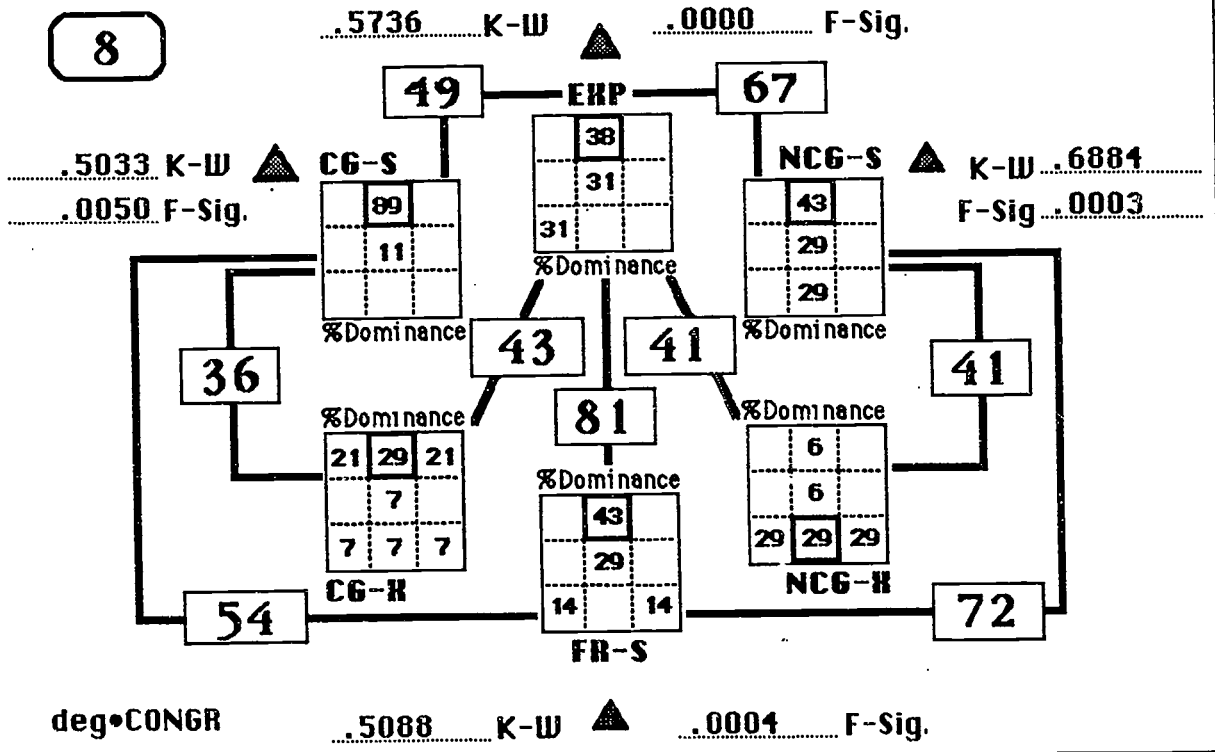 8
.5736 K-W .0000 F-Sig.
49 EXP 67
38
31
31
%Dominance
.5033 K-W CG-S
.0050 F-Sig.
89
11
%Dominance
NCG-S K-W .6884
F-Sig .0003
43
29
29
%Dominance
36 43 41 41
81
%Dominance
21 29 21
7
7 7 7
CG-X
%Dominance
43
29
14 14
FR-S
%Dominance
6
6
29 29 29
NCG-X
54 72
deg•CONGR .5088 K-W .0004 F-Sig.